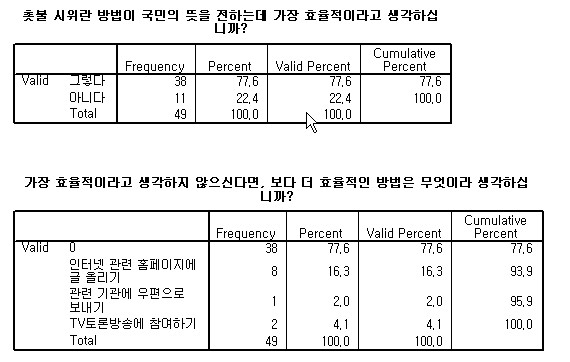 촛불 시위란 방법이 국민의 뜻을 전하는데 가장 효율적이라고 생각하십
니까?
Frequency Percent Valid Percent Cumulative Percent
Valid 그렇다 38 77,6 77,6 77,6
아니다 11 22,4 22,4 100,0
Total 49 100,0 100,0
가장 효율적이라고 생각하지 않으신다면, 보다 더 효율적인 방법은 무엇이라 생각하십
니까?
Frequency Percent Valid Percent Cumulative Percent
Valid 0 38 77,6 77,6 77,6
인터넷 관련 홈페이지에
글 올리기 8 16,3 16,3 93,9
관련 기관에 우편으로
보내기 1 2,0 2,0 95,9
TV토론방송에 참여하기 2 4,1 4,1 100,0
Total 49 100,0 100,0